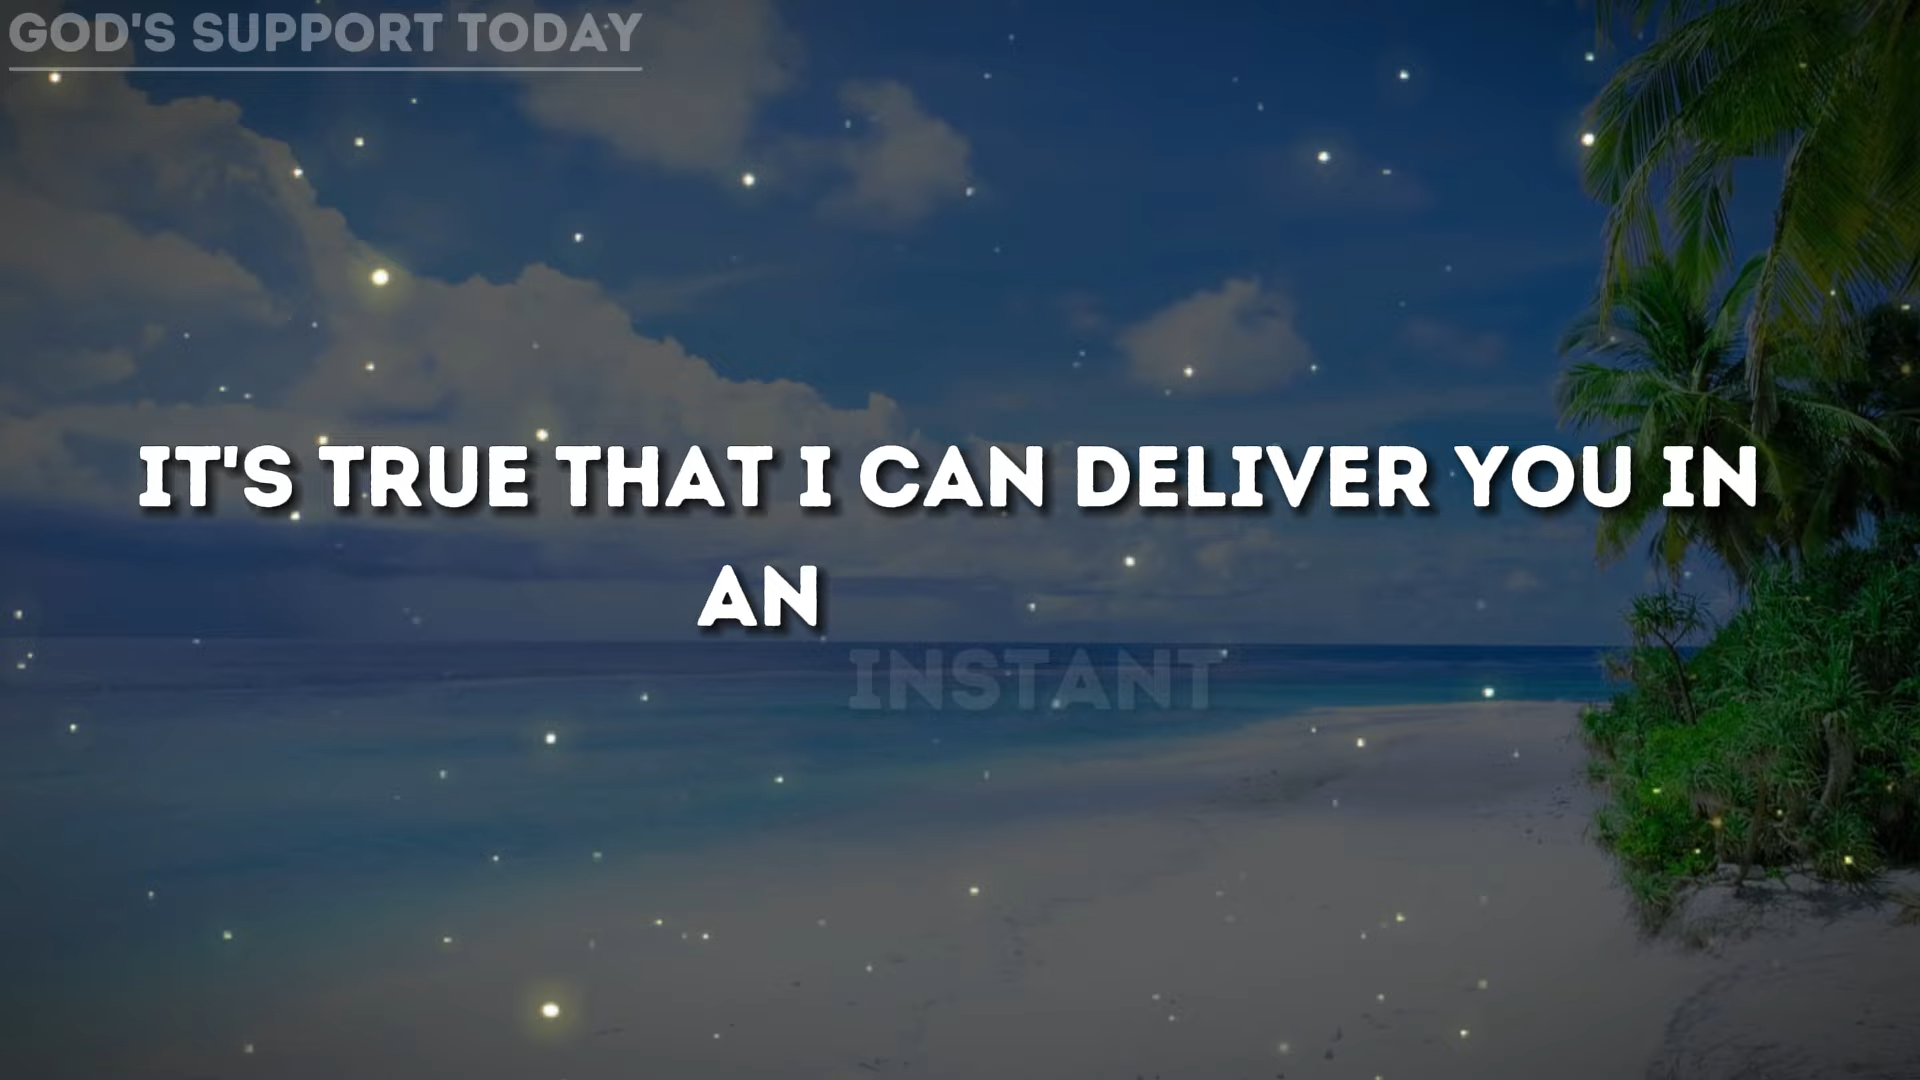 GOD'S SUPPORT TODAY
IT'S TRUE THAT I CAN DELIVER YOU IN
AN
INSTANT